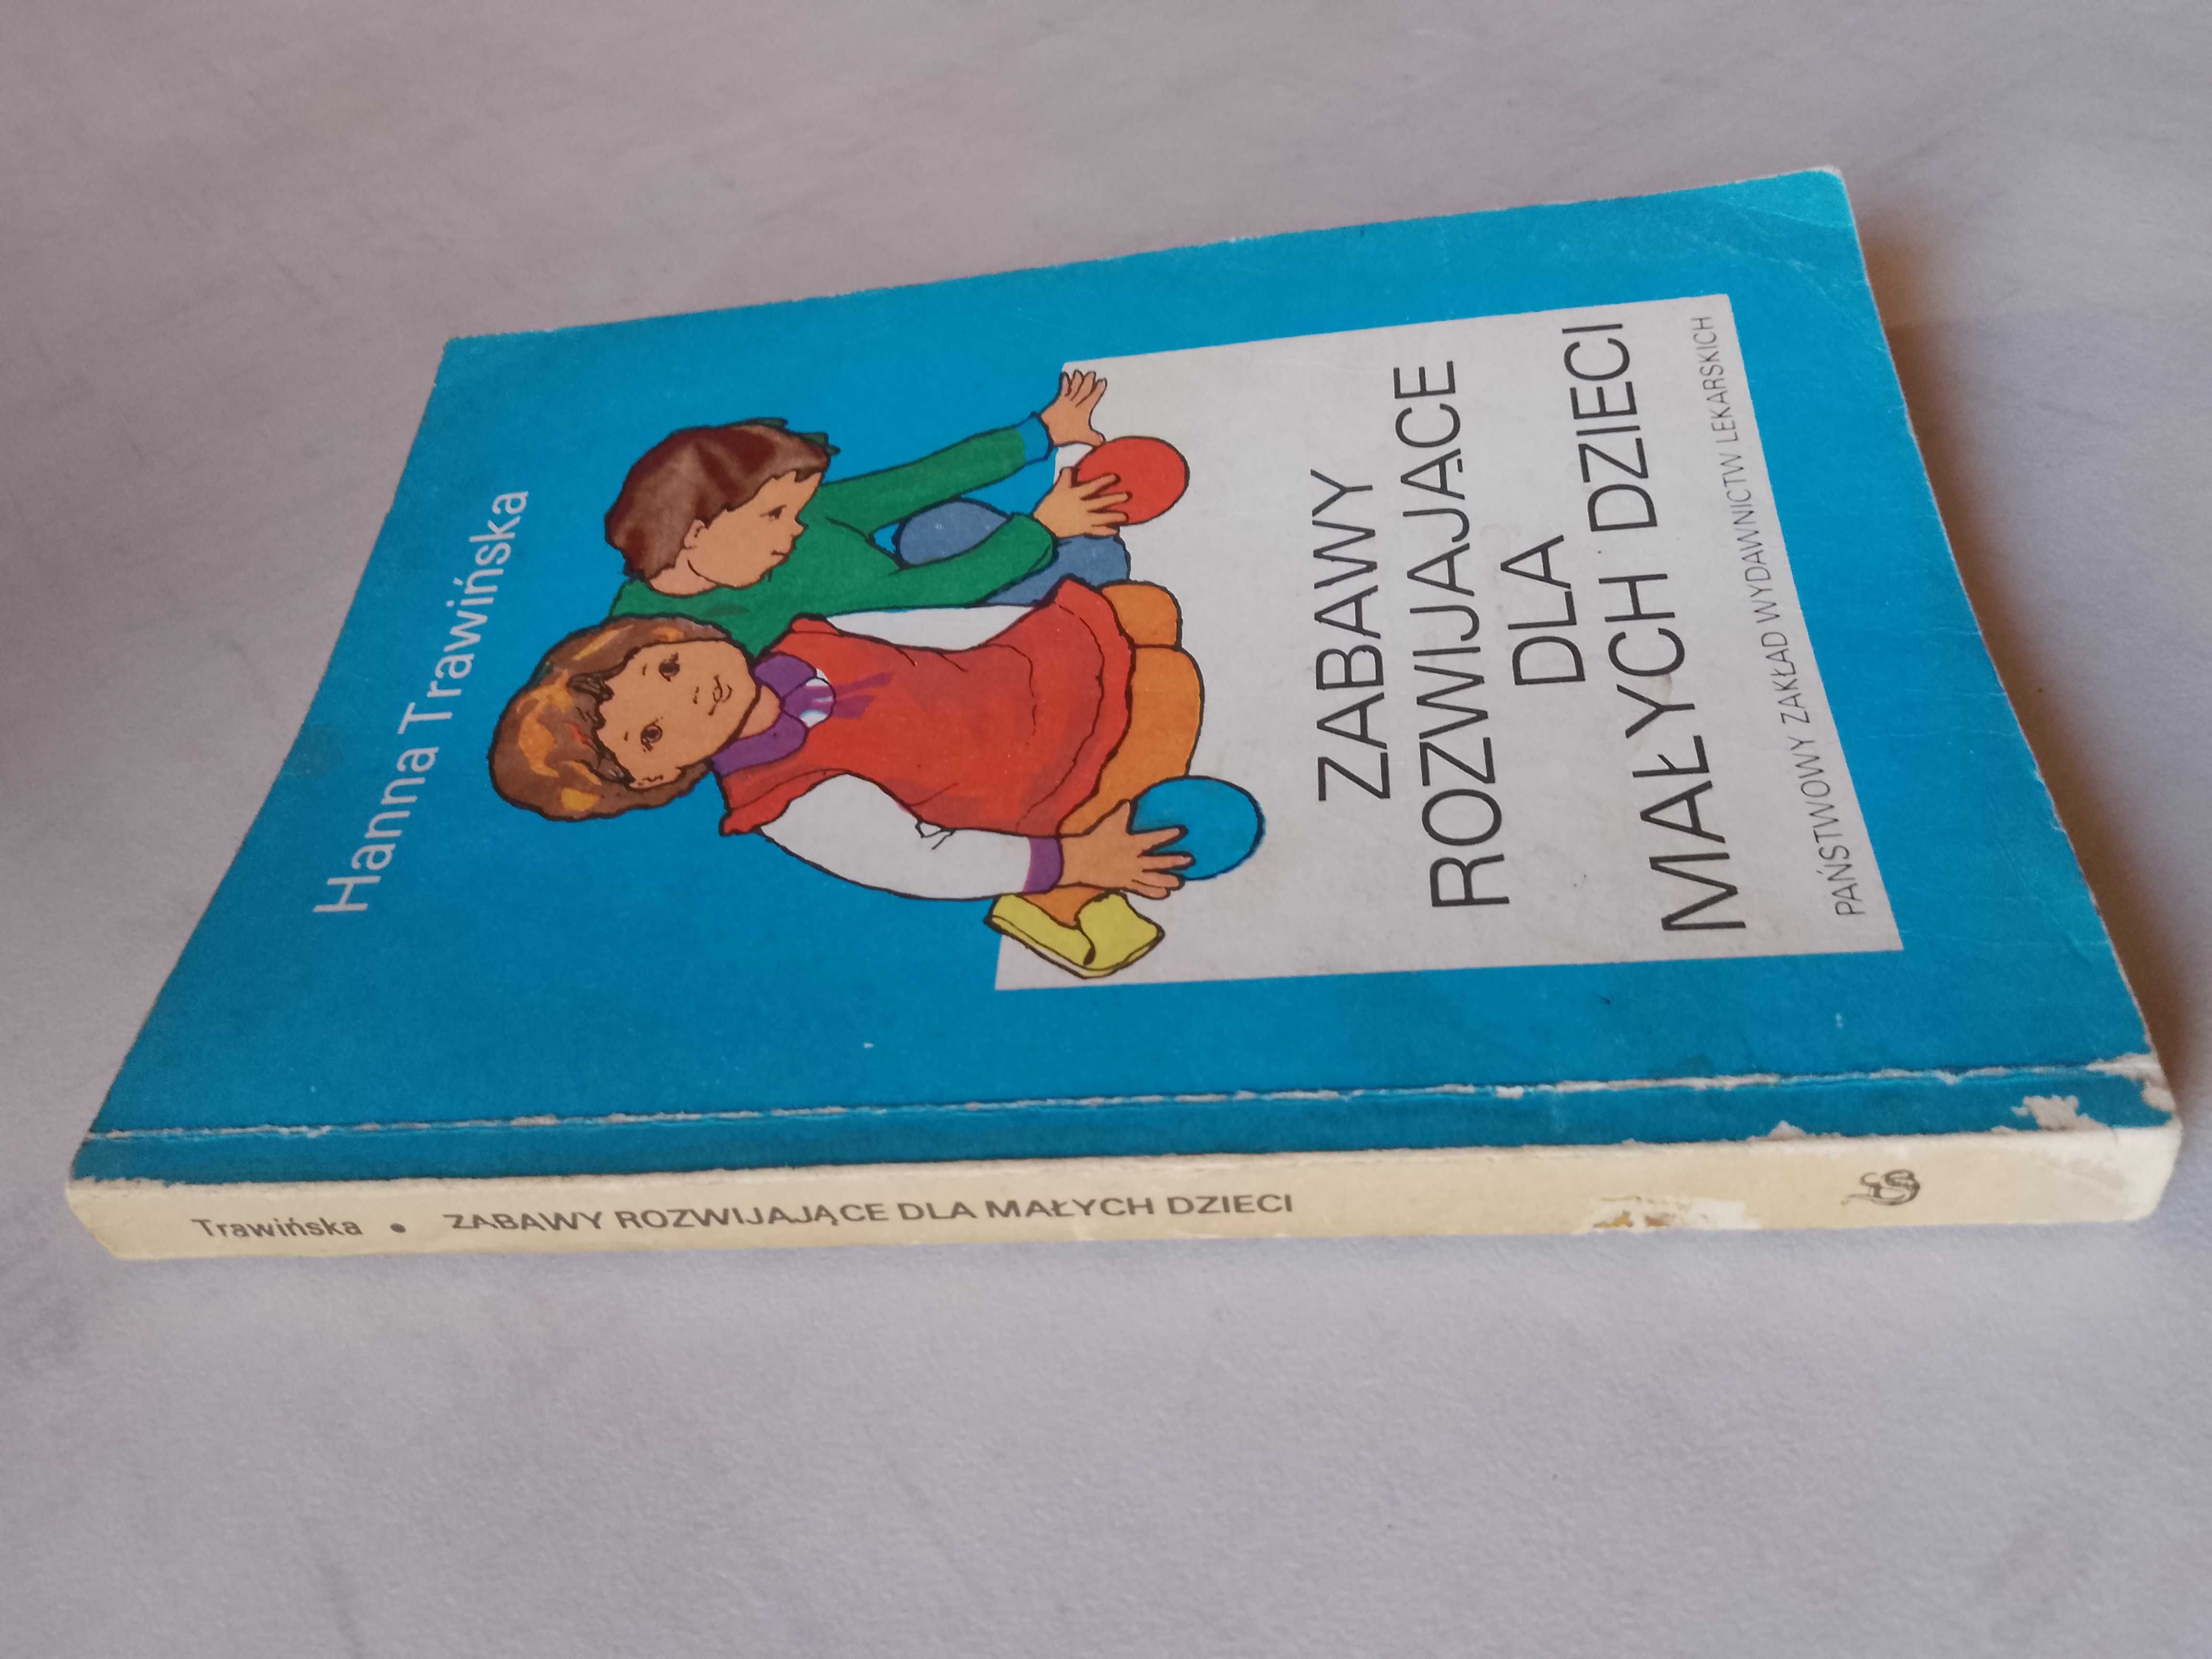 Hanna Trawińska
ZABAWY
ROZWIJAJĄCE
DLA
MAŁYCH DZIECI
PAŃSTWOWY ZAKŁAD WYDAWNICTW LEKARSKICH
Trawińska • ZABAWY ROZWIJAJĄCE DLA MAŁYCH DZIECI